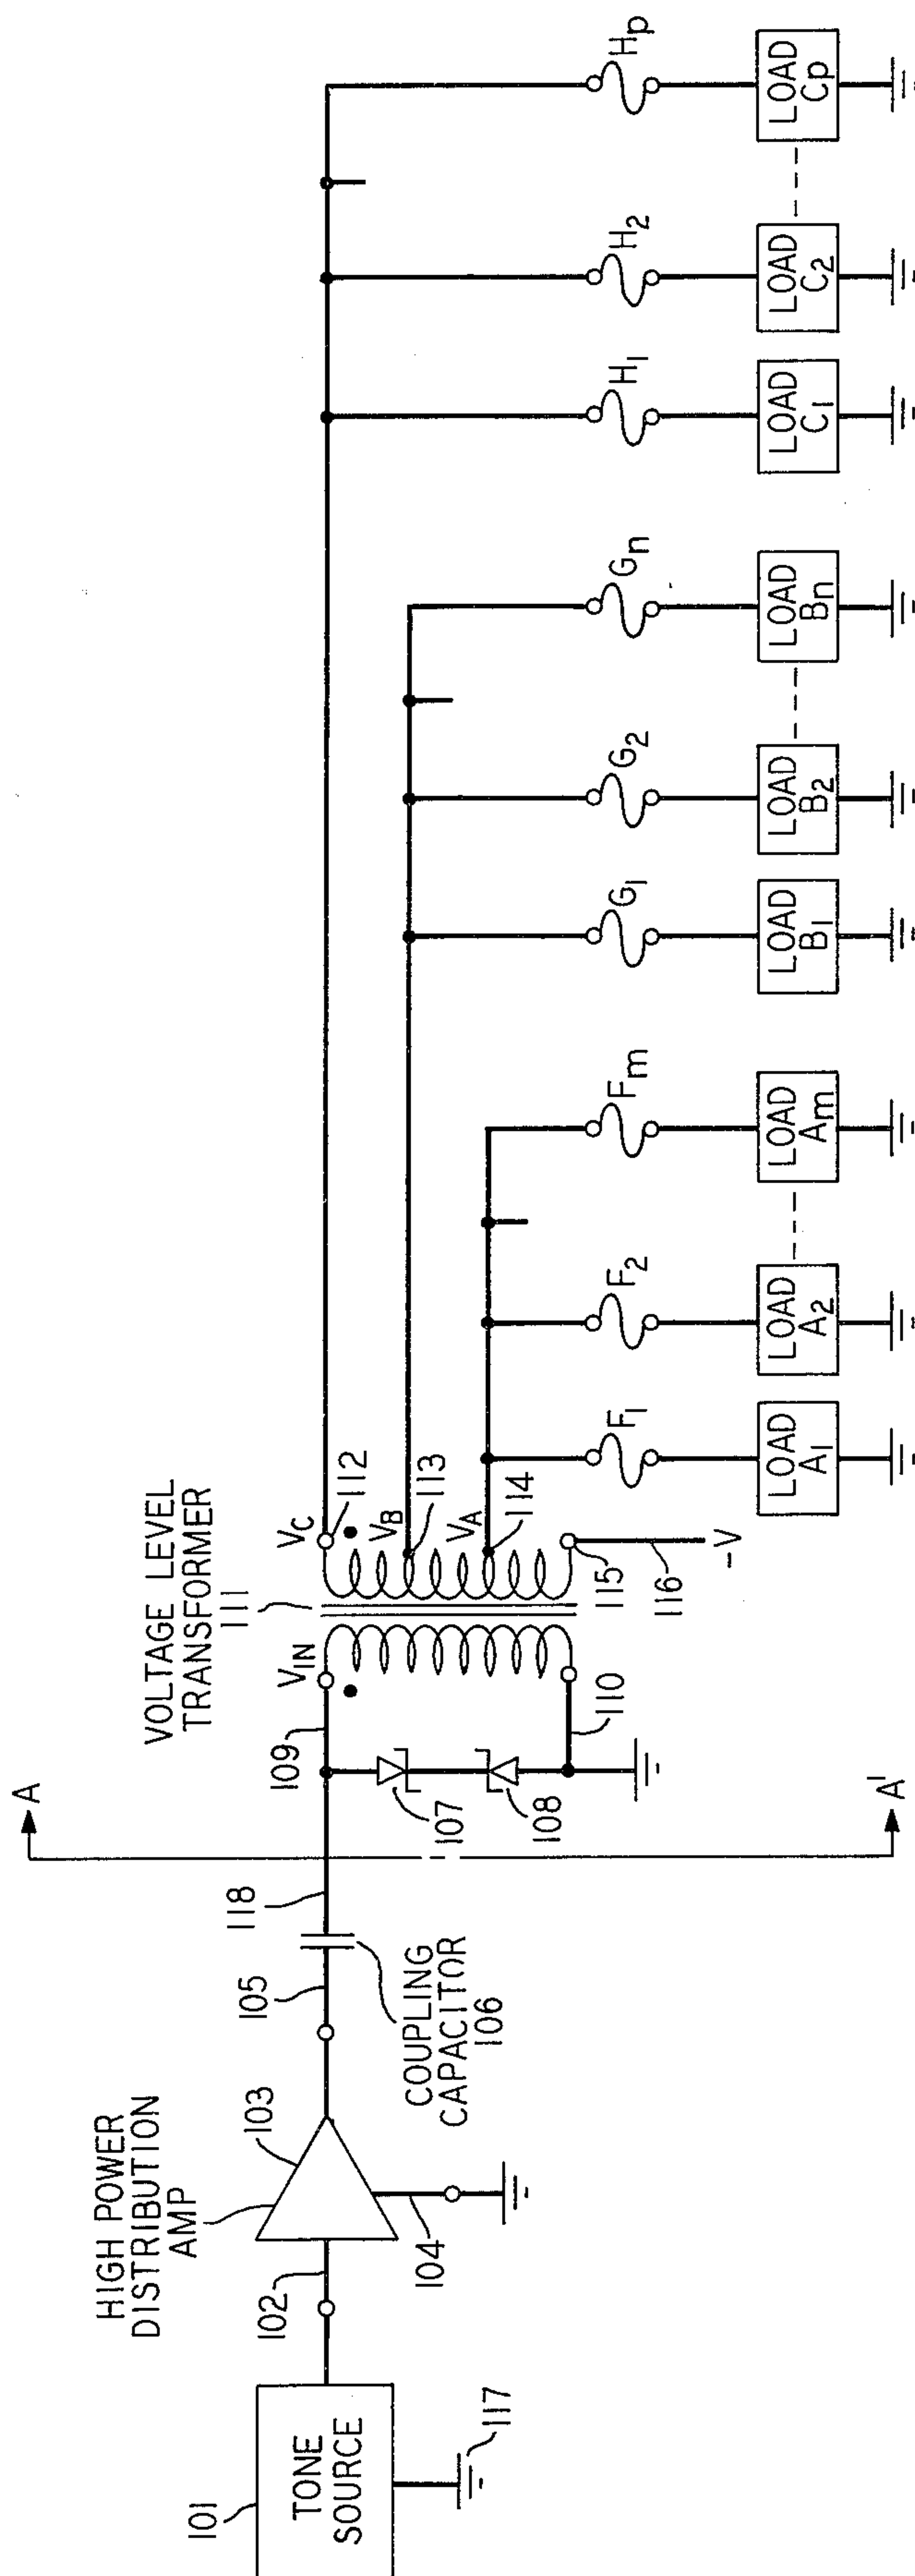 101
TONE
SOURCE
117
102
HIGH POWER
DISTRIBUTION
AMP
103
104
105
COUPLING
CAPACITOR
106
118
A
A'
109
107
108
110
VOLTAGE LEVEL
TRANSFORMER
111
VIN
VC
112
VB
113
VA
114
115
116
-V
F1
F2
Fm
G1
G2
Gn
H1
H2
Hp
LOAD
A1
LOAD
A2
LOAD
Am
LOAD
B1
LOAD
B2
LOAD
Bn
LOAD
C1
LOAD
C2
LOAD
Cp